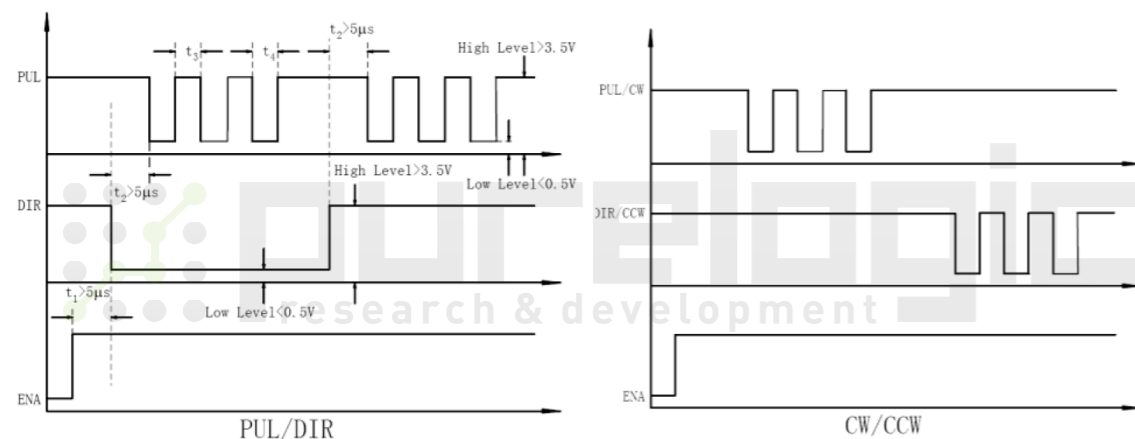 t₂>5μs
t₃
t₄
High Level>3.5V
PUL
t₂>5μs
High Level>3.5V
Low Level<0.5V
DIR
t₁>5μs
Low Level<0.5V
ENA
PUL/DIR
PUL/CW
DIR/CCW
ENA
CW/CCW
purelogic
research & development